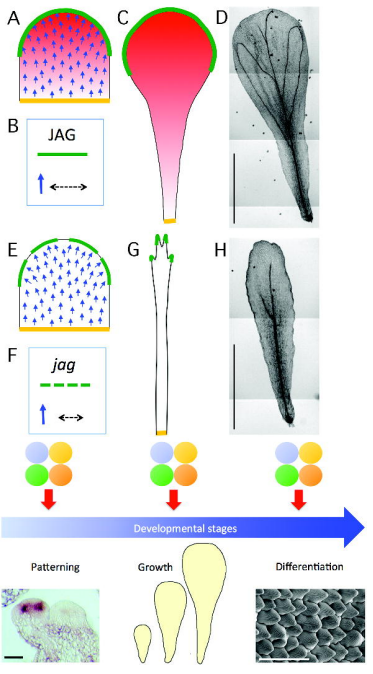 A
C
D
B
JAG
E
G
H
F
jag
Developmental stages
Patterning
Growth
Differentiation